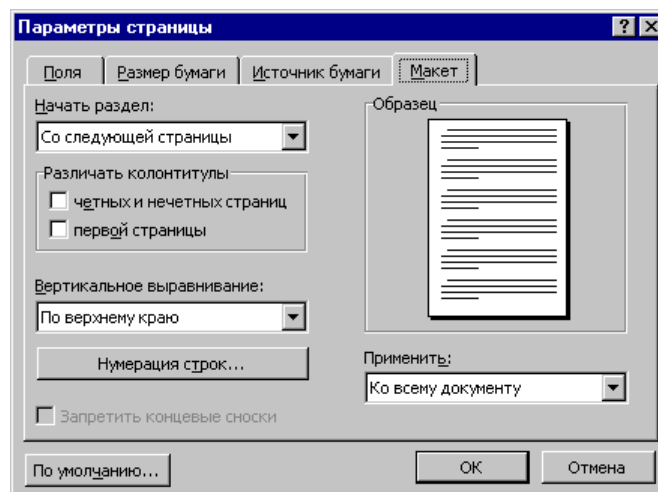 Параметры страницы
Поля Размер бумаги Источник бумаги Макет
Начать раздел:
Со следующей страницы
Различать колонтитулы
четных и нечетных страниц
первой страницы
Вертикальное выравнивание:
По верхнему краю
Нумерация строк...
Запретить концевые сноски
Образец
Применить:
Ко всему документу
По умолчанию...
ОК
Отмена